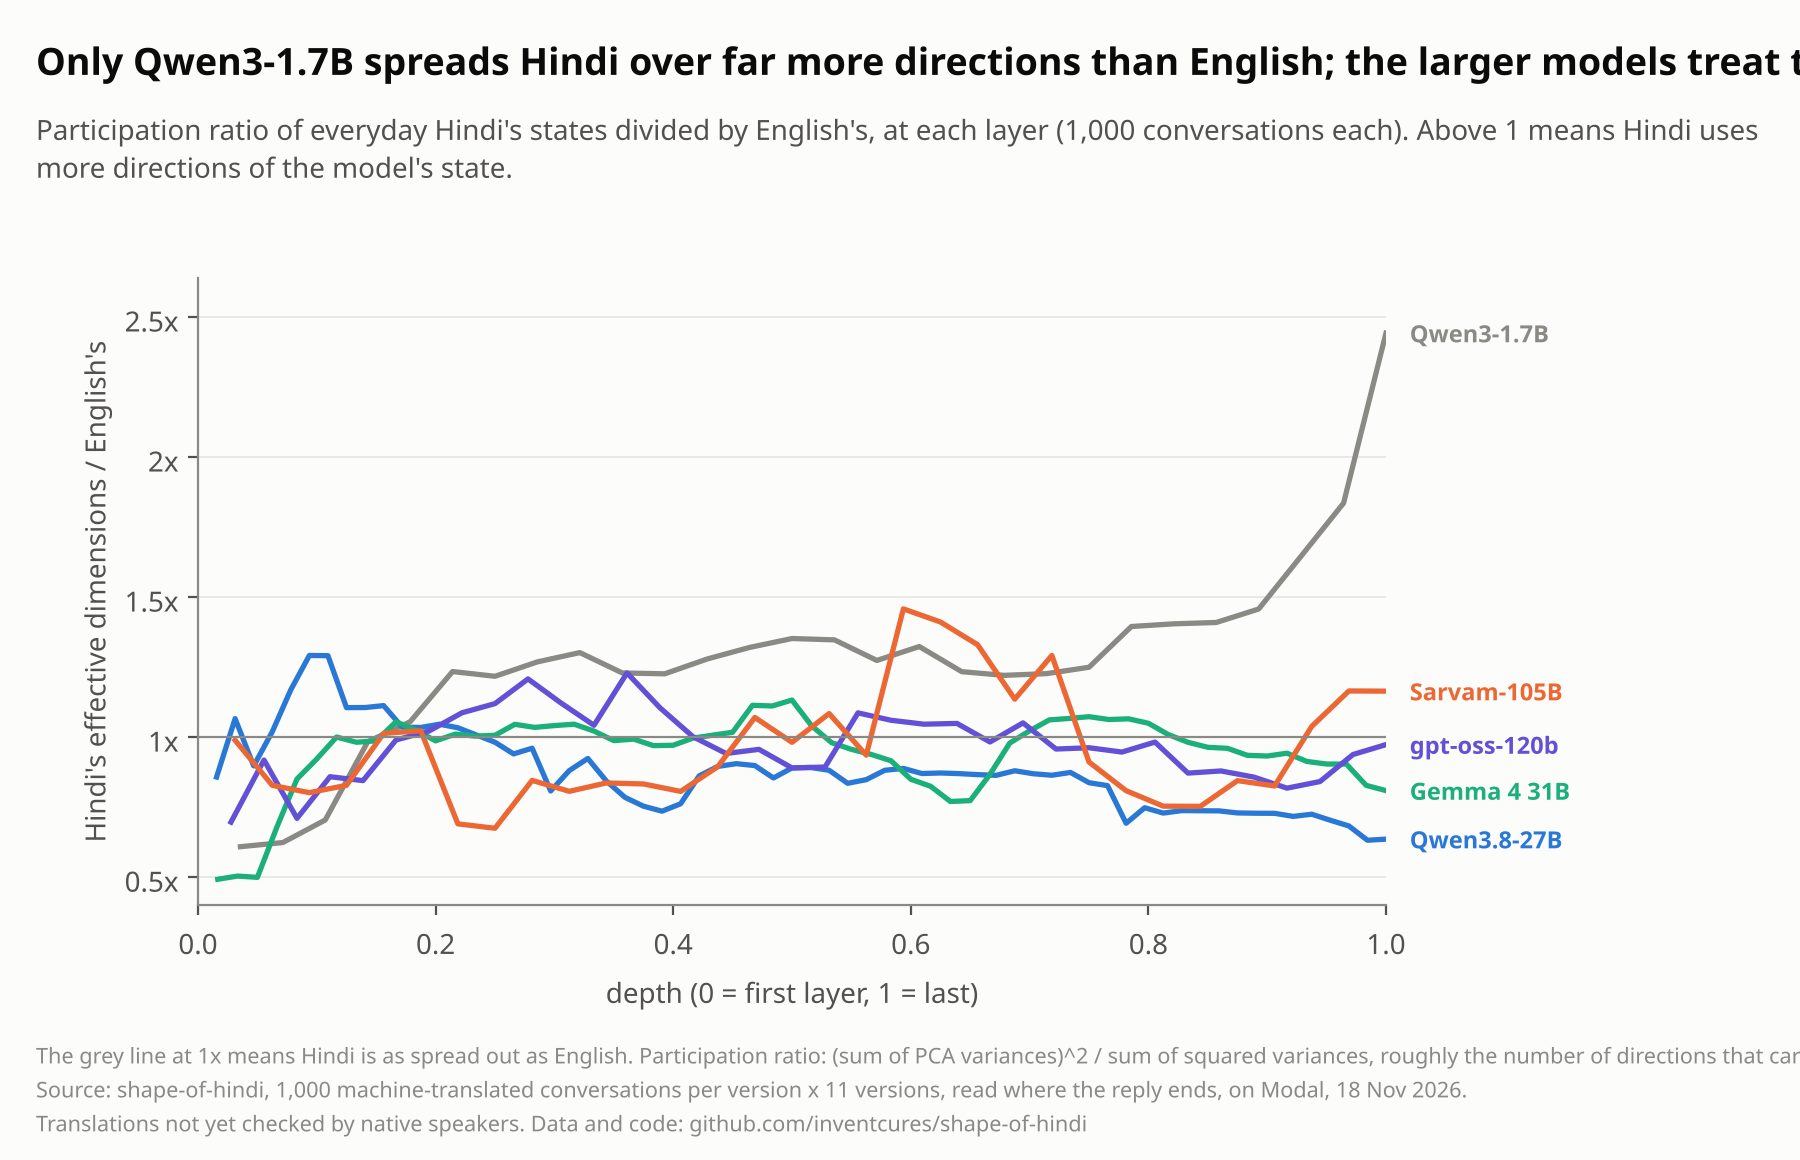 Only Qwen3-1.7B spreads Hindi over far more directions than English; the larger models treat
Participation ratio of everyday Hindi's states divided by English's, at each layer (1,000 conversations each). Above 1 means Hindi uses
more directions of the model's state.
Hindi's effective dimensions / English's
2.5x
2x
1.5x
1x
0.5x
Qwen3-1.7B
Sarvam-105B
gpt-oss-120b
Gemma 4 31B
Qwen3.8-27B
0.0 0.2 0.4 0.6 0.8 1.0
depth (0 = first layer, 1 = last)
The grey line at 1x means Hindi is as spread out as English. Participation ratio: (sum of PCA variances)^2 / sum of squared variances, roughly the number of directions that
Source: shape-of-hindi, 1,000 machine-translated conversations per version x 11 versions, read where the reply ends, on Modal, 18 Nov 2026.
Translations not yet checked by native speakers. Data and code: github.com/inventcures/shape-of-hindi